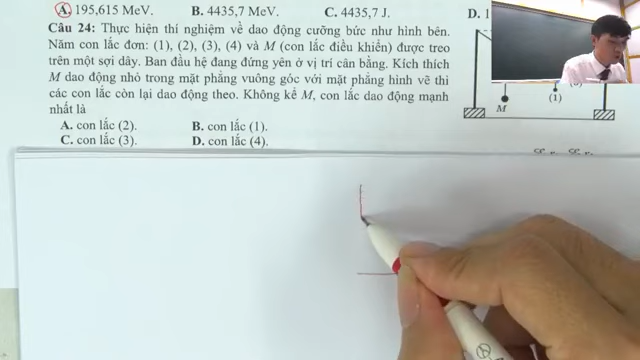 A. 195,615 MeV. B. 4435,7 MeV. C. 4435,7 J. D. 1
Câu 24: Thực hiện thí nghiệm về dao động cưỡng bức như hình bên.
Năm con lắc đơn: (1), (2), (3), (4) và M (con lắc điều khiển) được treo
trên một sợi dây. Ban đầu hệ đang đứng yên ở vị trí cân bằng. Kích thích
M dao động nhỏ trong mặt phẳng vuông góc với mặt phẳng hình vẽ thì
các con lắc còn lại dao động theo. Không kể M, con lắc dao động mạnh
nhất là
A. con lắc (2). B. con lắc (1).
C. con lắc (3). D. con lắc (4).
M
(1)